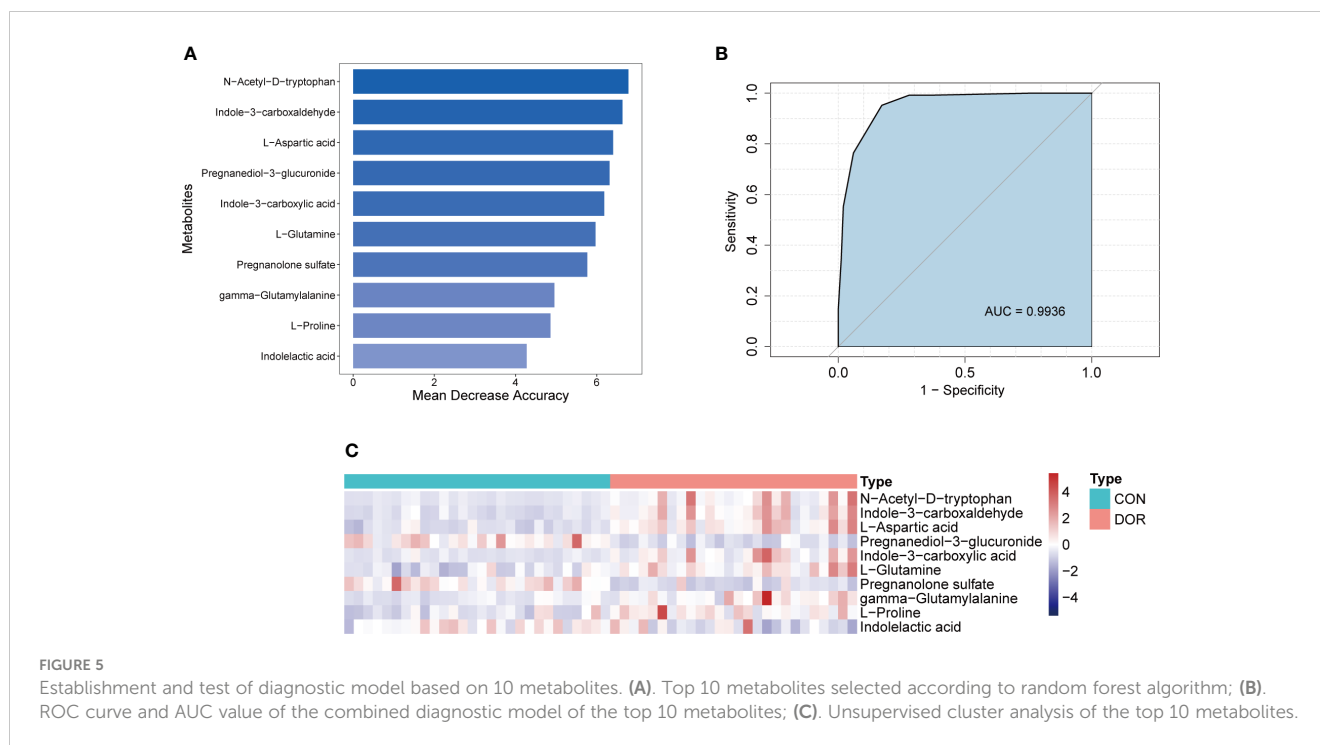 A
N−Acetyl−D−tryptophan
Indole−3−carboxaldehyde
L−Aspartic acid
Pregnanediol−3−glucuronide
Indole−3−carboxylic acid
L−Glutamine
Pregnanolone sulfate
gamma−Glutamylalanine
L−Proline
Indolelactic acid
Metabolites
0 2 4 6
Mean Decrease Accuracy
B
1.0
0.8
0.6
0.4
0.2
0.0
Sensitivity
AUC = 0.9936
0.0 0.5 1.0
1 − Specificity
C
Type
N−Acetyl−D−tryptophan
Indole−3−carboxaldehyde
L−Aspartic acid
Pregnanediol−3−glucuronide
Indole−3−carboxylic acid
L−Glutamine
Pregnanolone sulfate
gamma−Glutamylalanine
L−Proline
Indolelactic acid
4
2
0
−2
−4
Type
CON
DOR
FIGURE 5
Establishment and test of diagnostic model based on 10 metabolites. (A). Top 10 metabolites selected according to random forest algorithm; (B).
ROC curve and AUC value of the combined diagnostic model of the top 10 metabolites; (C). Unsupervised cluster analysis of the top 10 metabolites.